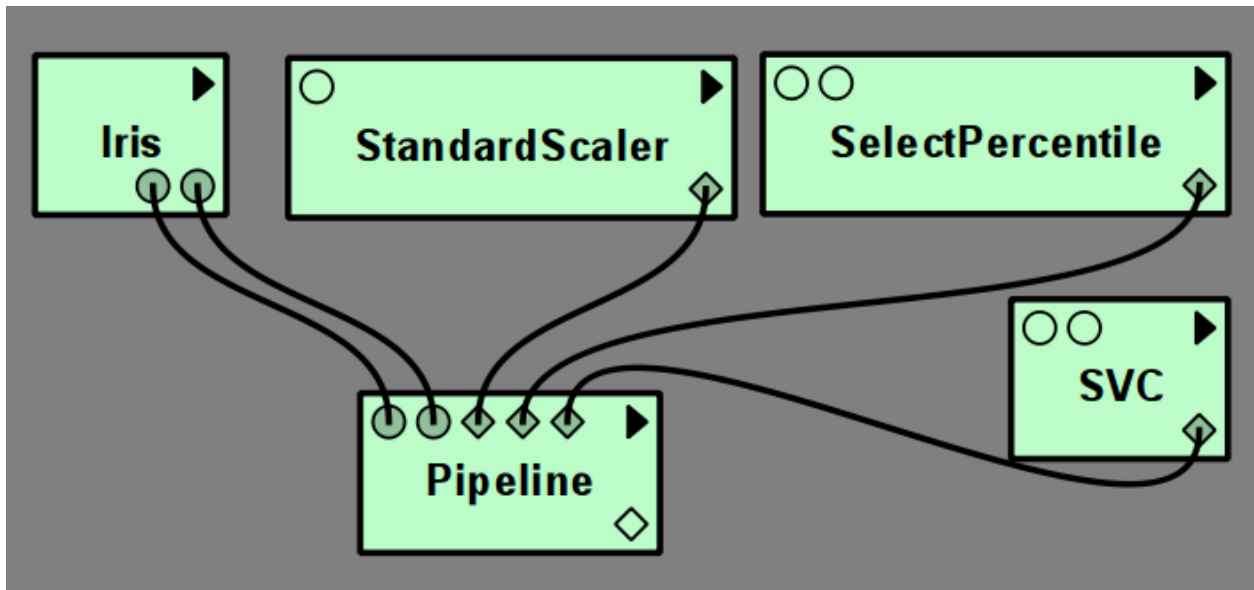 Iris
StandardScaler
SelectPercentile
SVC
Pipeline